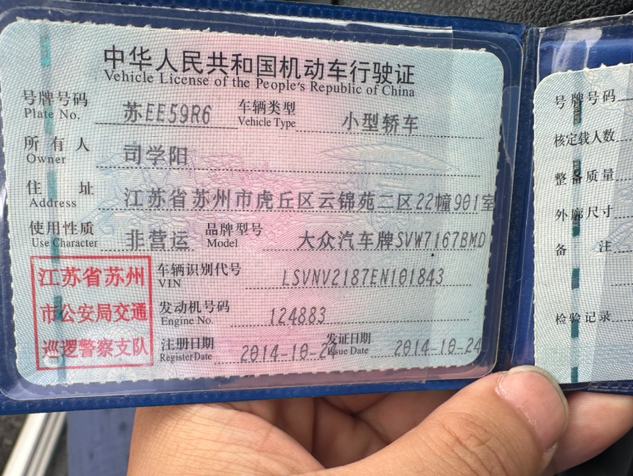 中华人民共和国机动车行驶证
Vehicle License of the People's Republic of China
号牌号码 苏EE59R6 车辆类型 小型轿车
Plate No. Vehicle Type
所有人 司学阳
Owner
住址 江苏省苏州市虎丘区云锦苑二区22幢901室
Address
使用性质 非营运 品牌型号 大众汽车牌SVW7167BMD
Use Character Model
江苏省苏州
市公安局交通
巡逻警察支队
车辆识别代号 LSVNV2187EN101843
VIN
发动机号码 124883
Engine No.
注册日期 2014-10-24 发证日期 2014-10-24
Register Date Issue Date
号牌号码
核定载人数
整备质量
外廓尺寸
备注
检验记录